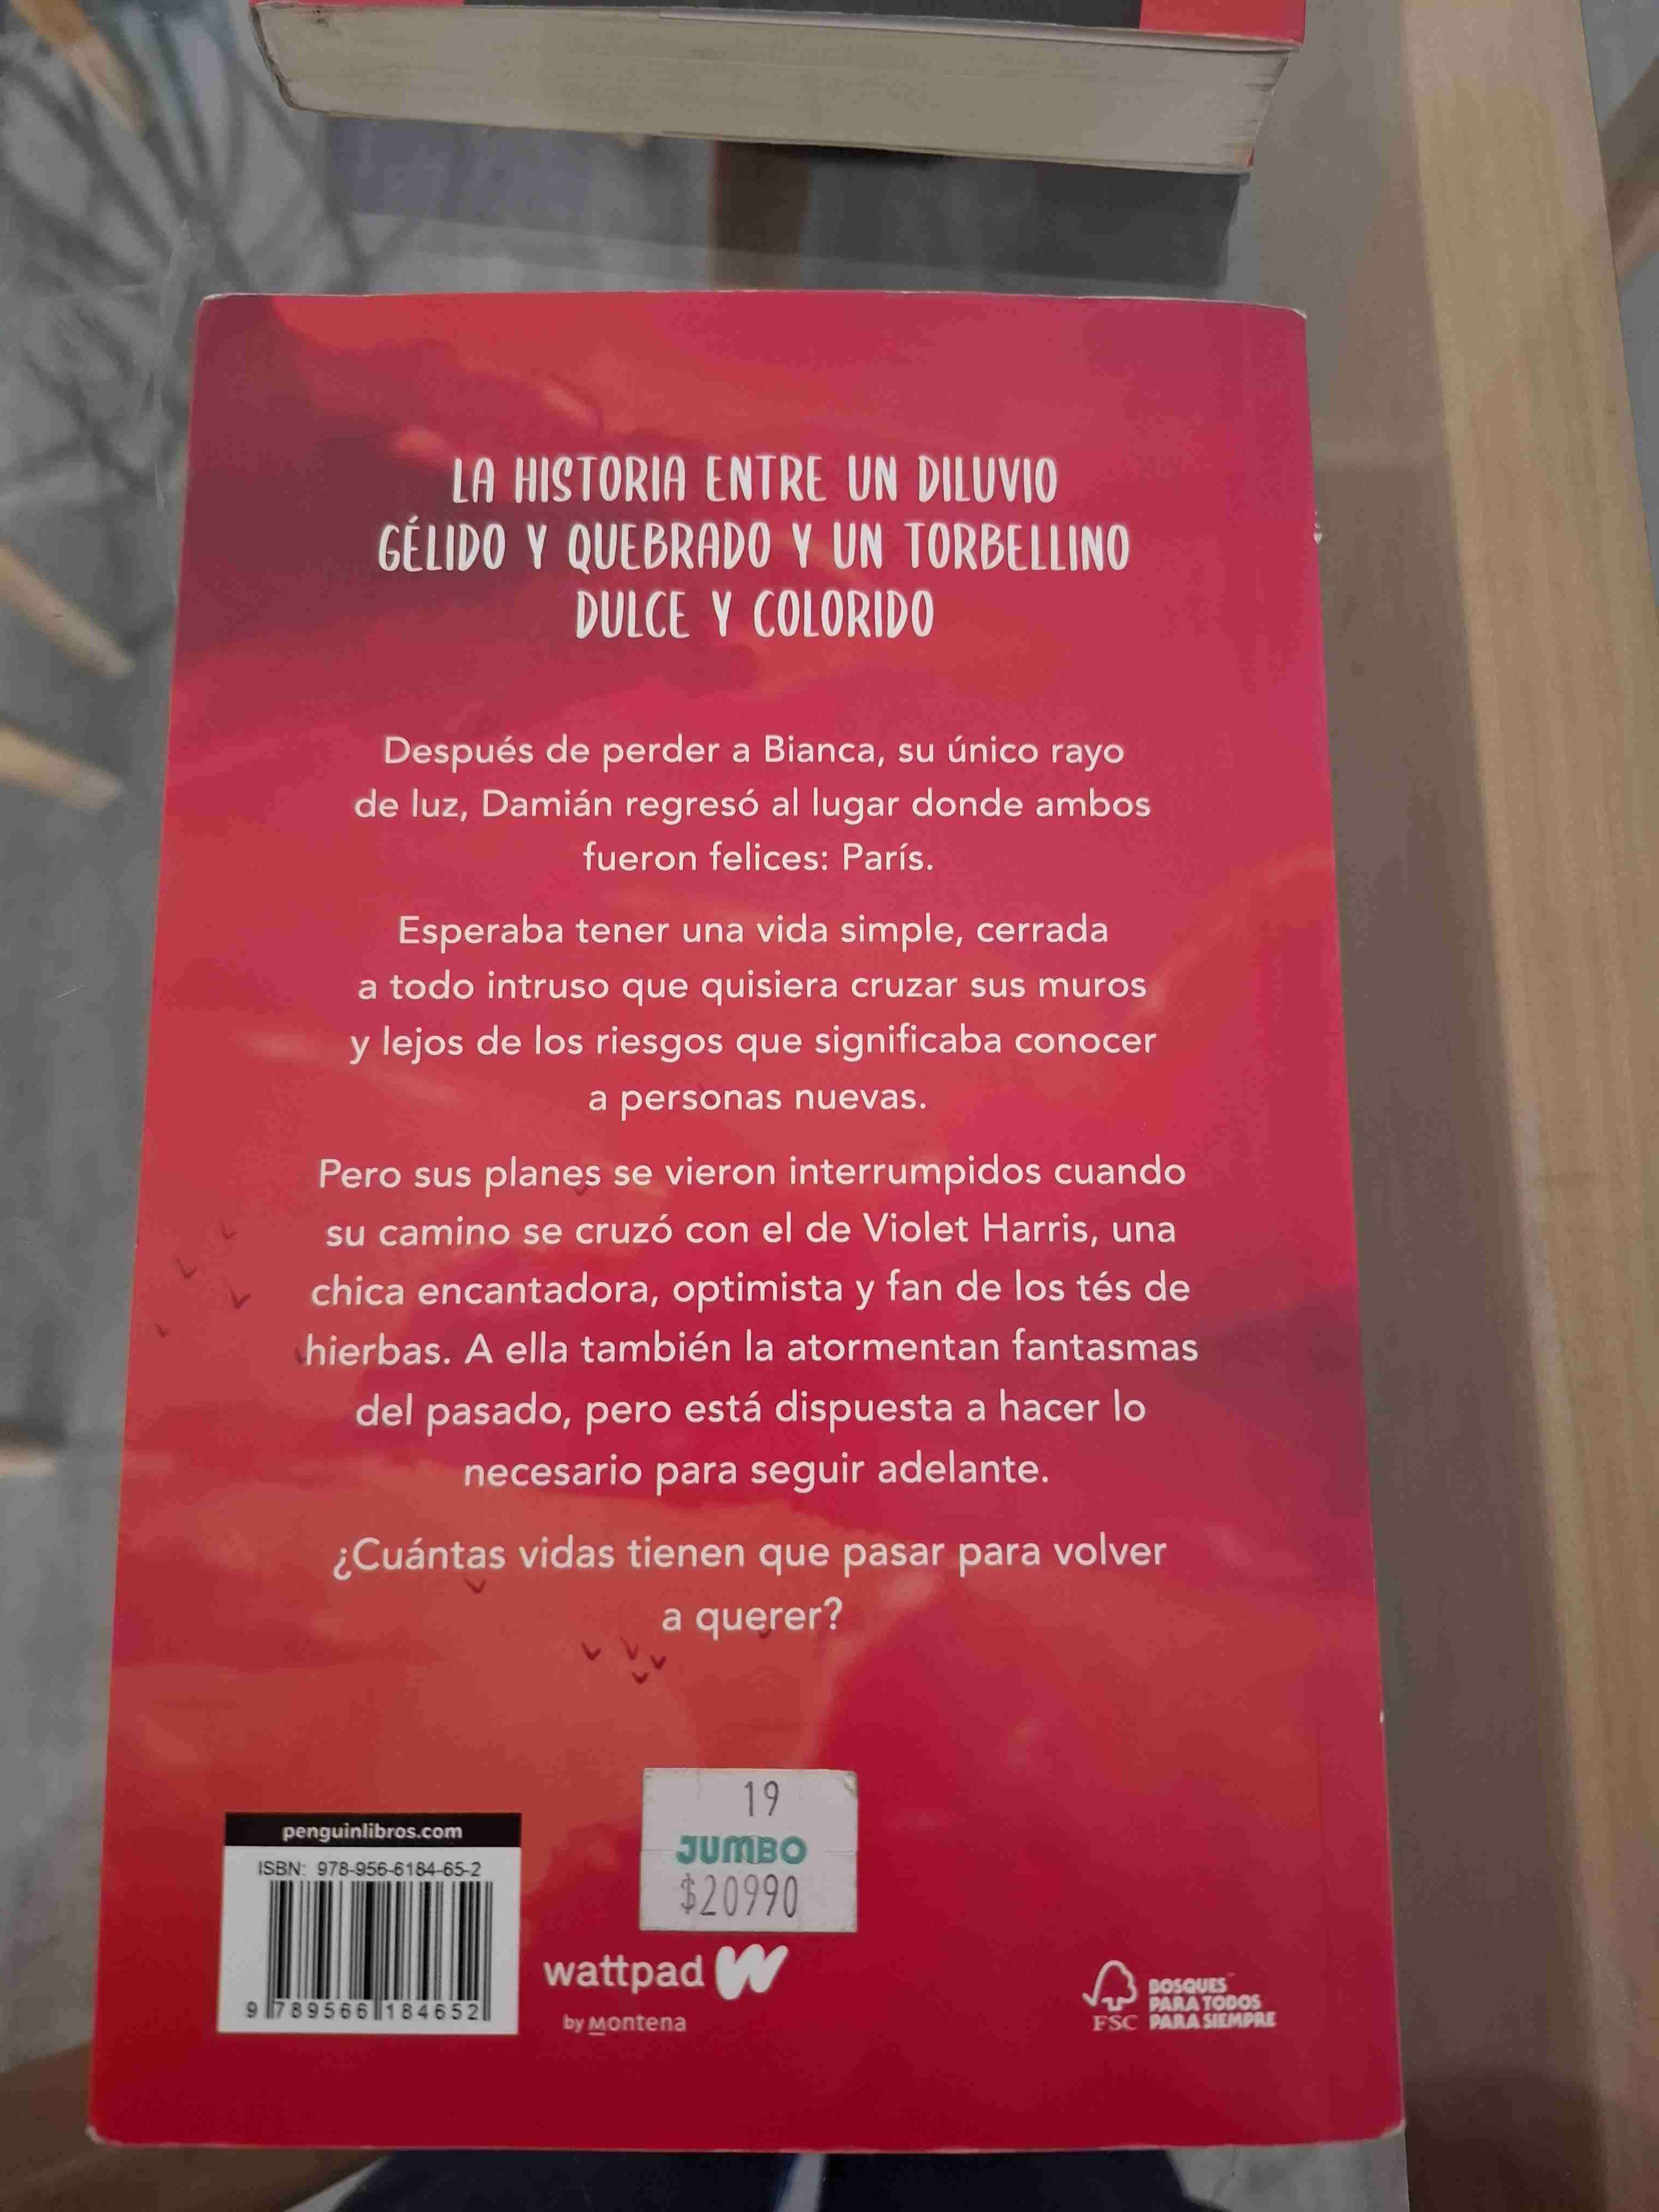 LA HISTORIA ENTRE UN DILUVIO
GÉLIDO Y QUEBRADO Y UN TORBELLINO
DULCE Y COLORIDO
Después de perder a Bianca, su único rayo
de luz, Damián regresó al lugar donde ambos
fueron felices: París.
Esperaba tener una vida simple, cerrada
a todo intruso que quisiera cruzar sus muros
y lejos de los riesgos que significaba conocer
a personas nuevas.
Pero sus planes se vieron interrumpidos cuando
su camino se cruzó con el de Violet Harris, una
chica encantadora, optimista y fan de los tés de
hierbas. A ella también la atormentan fantasmas
del pasado, pero está dispuesta a hacer lo
necesario para seguir adelante.
¿Cuántas vidas tienen que pasar para volver
a querer?
19
JUMBO
$20990
penguinlibros.com
ISBN: 978-956-6184-65-2
9 789566 184652
wattpad W
by Montena
FSC
BOSQUES
PARA TODOS
PARA SIEMPRE